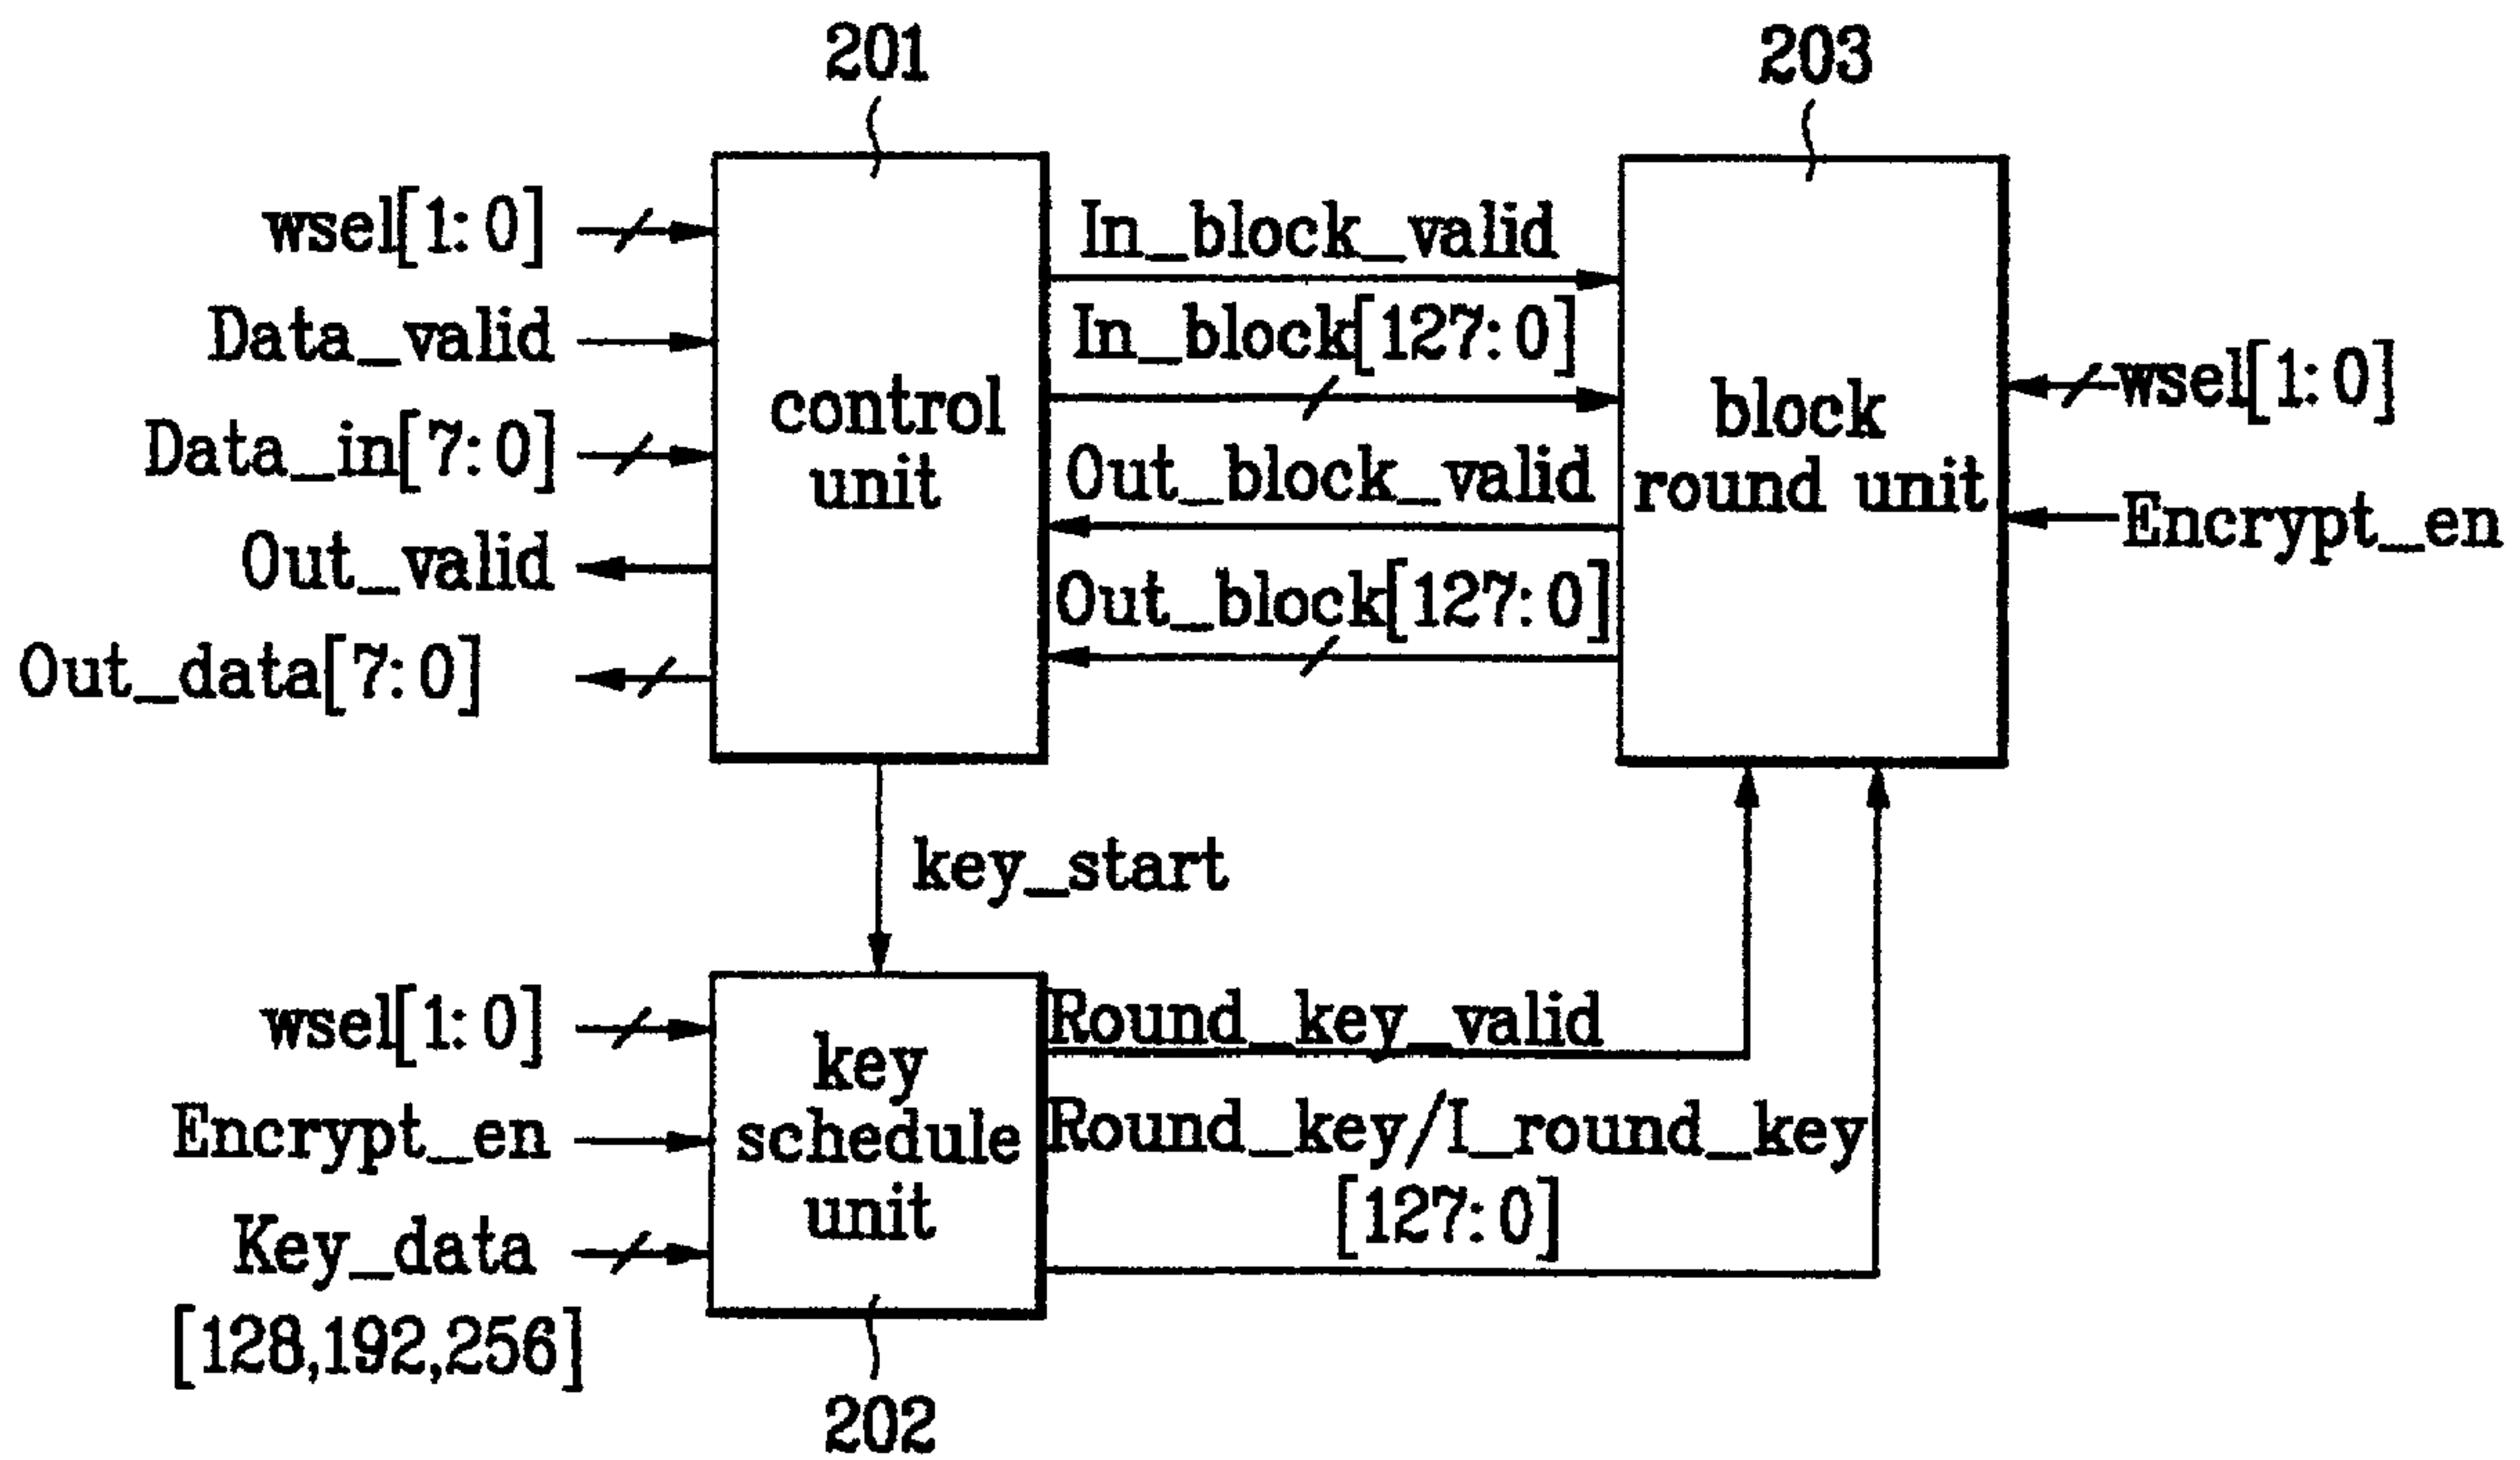 201
203
wsel[1:0]
Data_valid
Data_in[7:0]
Out_valid
Out_data[7:0]
control
unit
In_block_valid
In_block[127:0]
Out_block_valid
Out_block[127:0]
block
round unit
wsel[1:0]
Encrypt_en
key_start
wsel[1:0]
Encrypt_en
Key_data
[128,192,256]
key
schedule
unit
Round_key_valid
Round_key/I_round_key
[127:0]
202